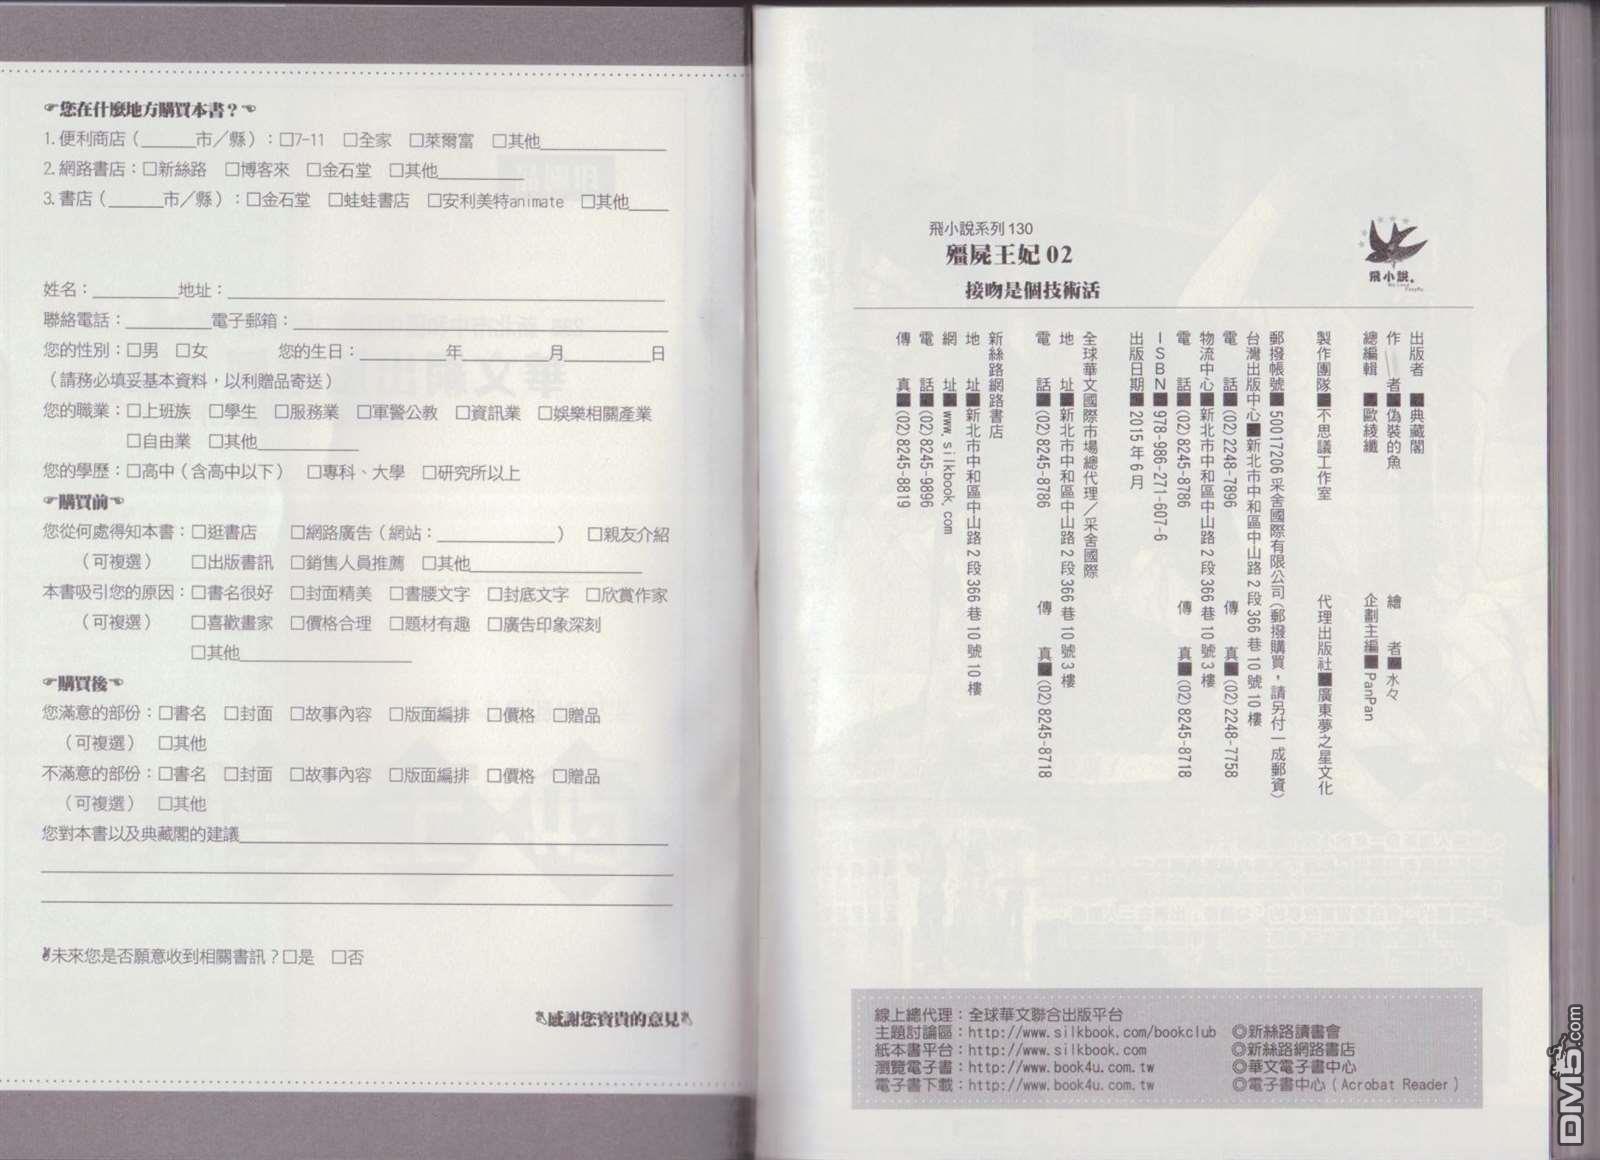 ☞您在什麼地方購買本書？☜
1.便利商店（______市／縣）：□7-11 □全家 □萊爾富 □其他______
2.網路書店：□新絲路 □博客來 □金石堂 □其他______
3.書店（______市／縣）：□金石堂 □蛙蛙書店 □安利美特animate □其他____
姓名：______地址：______
聯絡電話：______電子郵箱：______
您的性別：□男 □女 您的生日：______年______月______日
（請務必填妥基本資料，以利贈品寄送）
您的職業：□上班族 □學生 □服務業 □軍警公教 □資訊業 □娛樂相關產業
□自由業 □其他______
您的學歷：□高中（含高中以下） □專科、大學 □研究所以上
☞購買前☜
您從何處得知本書：□逛書店 □網路廣告（網站：______） □親友介紹
（可複選） □出版書訊 □銷售人員推薦 □其他______
本書吸引您的原因：□書名很好 □封面精美 □書腰文字 □封底文字 □欣賞作家
（可複選） □喜歡畫家 □價格合理 □題材有趣 □廣告印象深刻
□其他______
☞購買後☜
您滿意的部份：□書名 □封面 □故事內容 □版面編排 □價格 □贈品
（可複選） □其他
不滿意的部份：□書名 □封面 □故事內容 □版面編排 □價格 □贈品
（可複選） □其他
您對本書以及典藏閣的建議______
未來您是否願意收到相關書訊？□是 □否
感謝您寶貴的意見
飛小說系列130
殭屍王妃02
接吻是個技術活
飛小說。
出版者■典藏閣
作　者■偽裝的魚　繪　者■水々
總編輯■歐綾纖　企劃主編■PanPan
製作團隊■不思議工作室　代理出版社■廣東夢之星文化
郵撥帳號■50017206采舍國際有限公司（郵撥購買，請另付一成郵資）
台灣出版中心■新北市中和區中山路2段366巷10號10樓
電　話■(02)2248-7896　傳　真■(02)2248-7758
物流中心■新北市中和區中山路2段366巷10號3樓
電　話■(02)8245-8786　傳　真■(02)8245-8718
ISBN■978-986-271-607-6
出版日期■2015年6月
全球華文國際市場總代理／采舍國際
地　址■新北市中和區中山路2段366巷10號3樓
電　話■(02)8245-8786　傳　真■(02)8245-8718
新絲路網路書店
地　址■新北市中和區中山路2段366巷10號10樓
網　址■www.silkbook.com
電　話■(02)8245-9896
傳　真■(02)8245-8819
線上總代理：全球華文聯合出版平台
主題討論區：http://www.silkbook.com/bookclub ◎新絲路讀書會
紙本書平台：http://www.silkbook.com ◎新絲路網路書店
瀏覽電子書：http://www.book4u.com.tw ◎華文電子書中心
電子書下載：http://www.book4u.com.tw ◎電子書中心（Acrobat Reader）
DM5.com